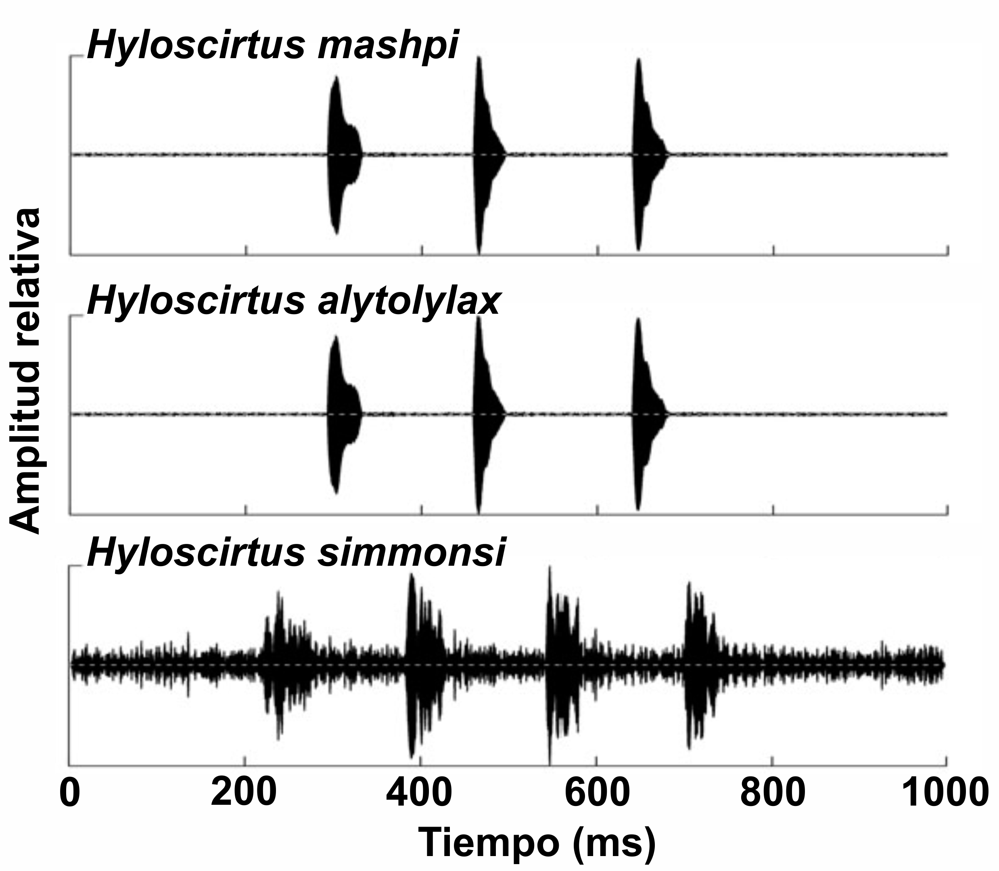 Hyloscirtus mashpi
Hyloscirtus alytolylax
Amplitud relativa
Hyloscirtus simmonsi
0 200 400 600 800 1000
Tiempo (ms)